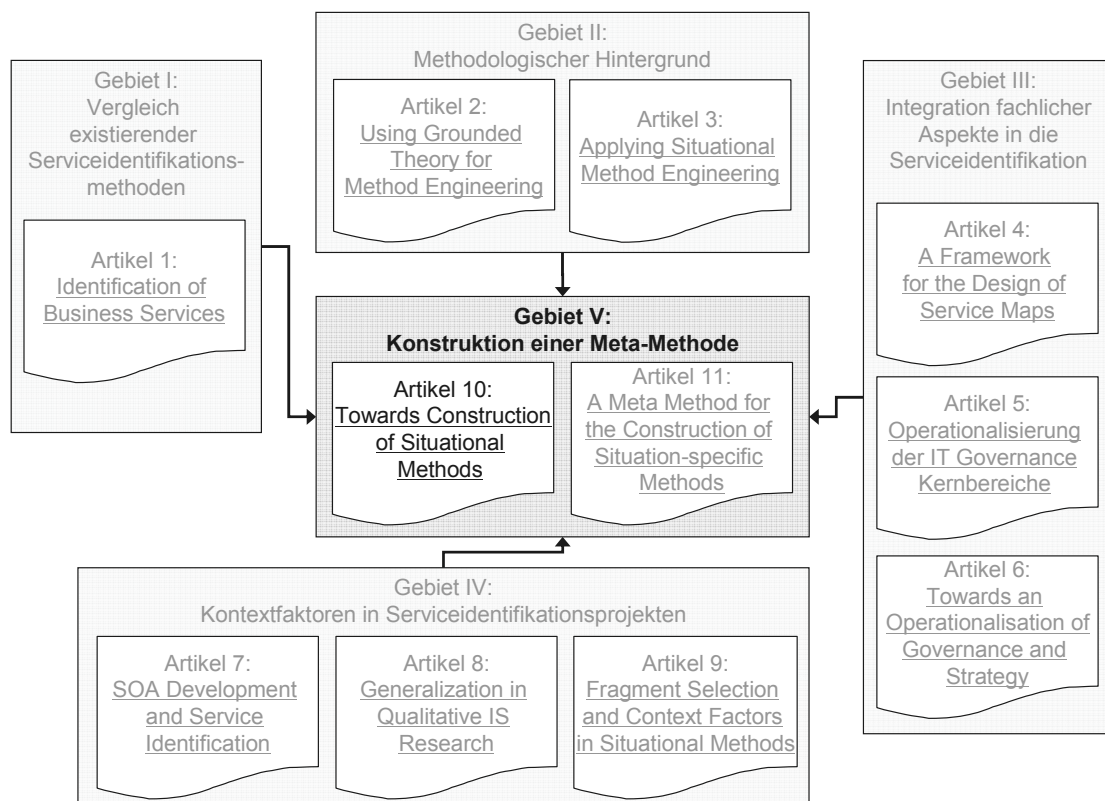 Gebiet I:
Vergleich
existierender
Serviceidentifikations-
methoden
Artikel 1:
Identification of
Business Services
Gebiet II:
Methodologischer Hintergrund
Artikel 2:
Using Grounded
Theory for
Method Engineering
Artikel 3:
Applying Situational
Method Engineering
Gebiet III:
Integration fachlicher
Aspekte in die
Serviceidentifikation
Artikel 4:
A Framework
for the Design of
Service Maps
Artikel 5:
Operationalisierung
der IT Governance
Kernbereiche
Artikel 6:
Towards an
Operationalisation of
Governance and
Strategy
Gebiet V:
Konstruktion einer Meta-Methode
Artikel 10:
Towards Construction
of Situational
Methods
Artikel 11:
A Meta Method for
the Construction of
Situation-specific
Methods
Gebiet IV:
Kontextfaktoren in Serviceidentifikationsprojekten
Artikel 7:
SOA Development
and Service
Identification
Artikel 8:
Generalization in
Qualitative IS
Research
Artikel 9:
Fragment Selection
and Context Factors
in Situational Methods